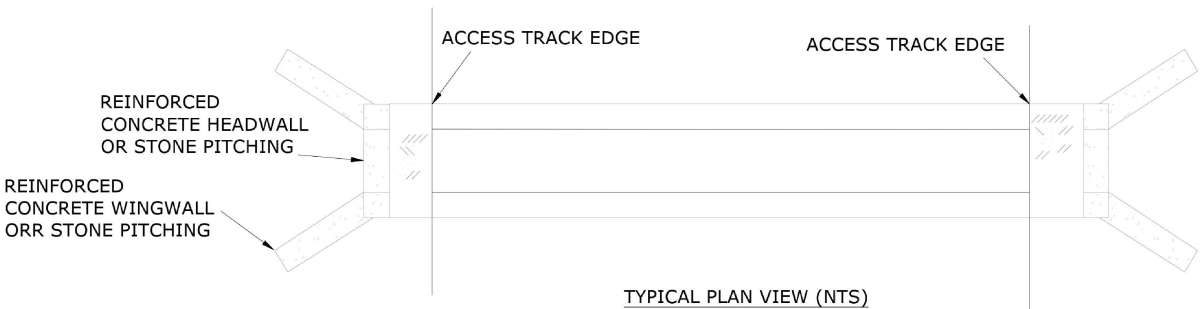 ACCESS TRACK EDGE
ACCESS TRACK EDGE
REINFORCED
CONCRETE HEADWALL
OR STONE PITCHING
REINFORCED
CONCRETE WINGWALL
ORR STONE PITCHING
TYPICAL PLAN VIEW (NTS)